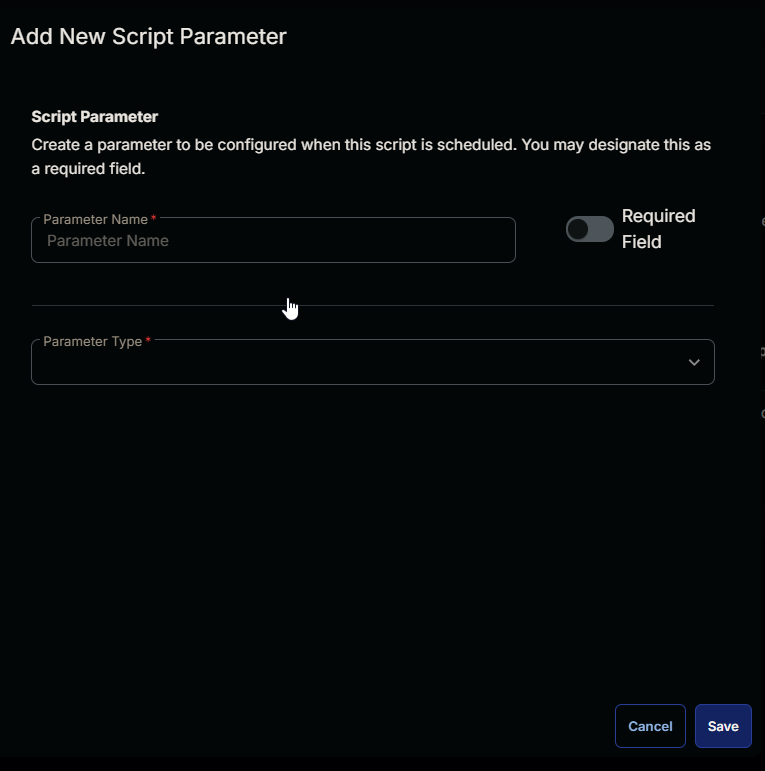 Add New Script Parameter
Script Parameter
Create a parameter to be configured when this script is scheduled. You may designate this as
a required field.
Parameter Name *
Parameter Name
Required
Field
Parameter Type *
Cancel
Save